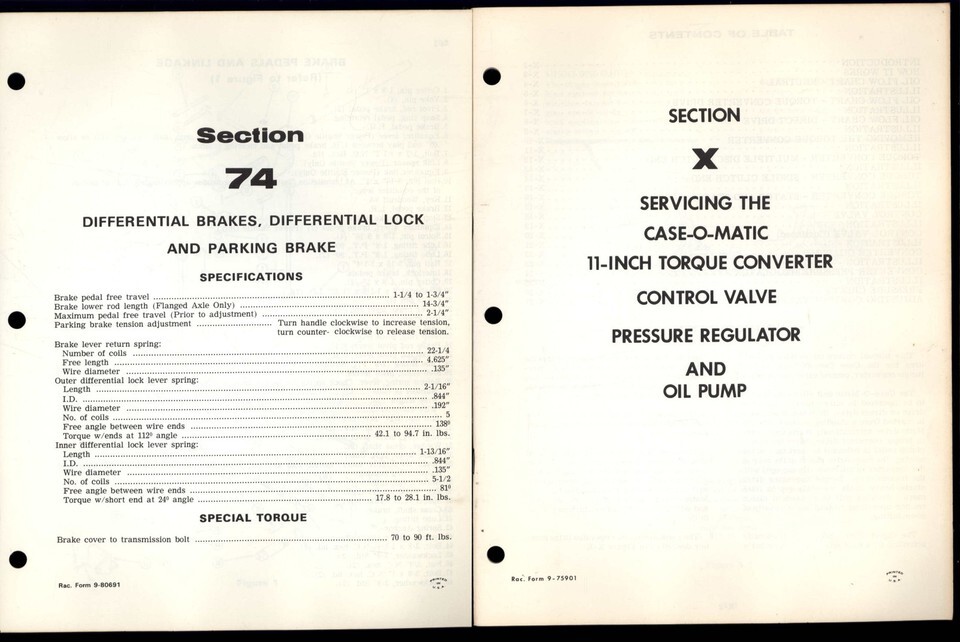 Section
74
DIFFERENTIAL BRAKES, DIFFERENTIAL LOCK
AND PARKING BRAKE
SPECIFICATIONS
Brake pedal free travel ........ 1-1/4 to 1-3/4"
Brake lower rod length (Flanged Axle Only) ........ 14-3/4"
Maximum pedal free travel (Prior to adjustment) ........ 2-1/4"
Parking brake tension adjustment ........ Turn handle clockwise to increase tension,
turn counter- clockwise to release tension.
Brake lever return spring:
Number of coils ........ 22-1/4
Free length ........ 4.625"
Wire diameter ........ .135"
Outer differential lock lever spring:
Length ........ 2-1/16"
I.D. ........ .844"
Wire diameter ........ .192"
No. of coils ........ 5
Free angle between wire ends ........ 138°
Torque w/ends at 112° angle ........ 42.1 to 94.7 in. lbs.
Inner differential lock lever spring:
Length ........ 1-13/16"
I.D. ........ .844"
Wire diameter ........ .135"
No. of coils ........ 5-1/2
Free angle between wire ends ........ 81°
Torque w/short end at 24° angle ........ 17.8 to 28.1 in. lbs.
SPECIAL TORQUE
Brake cover to transmission bolt ........ 70 to 90 ft. lbs.
Rac. Form 9-80691
PRINTED
IN
U.S.A.
SECTION
X
SERVICING THE
CASE-O-MATIC
11-INCH TORQUE CONVERTER
CONTROL VALVE
PRESSURE REGULATOR
AND
OIL PUMP
Rac. Form 9-75901
PRINTED
IN
U.S.A.